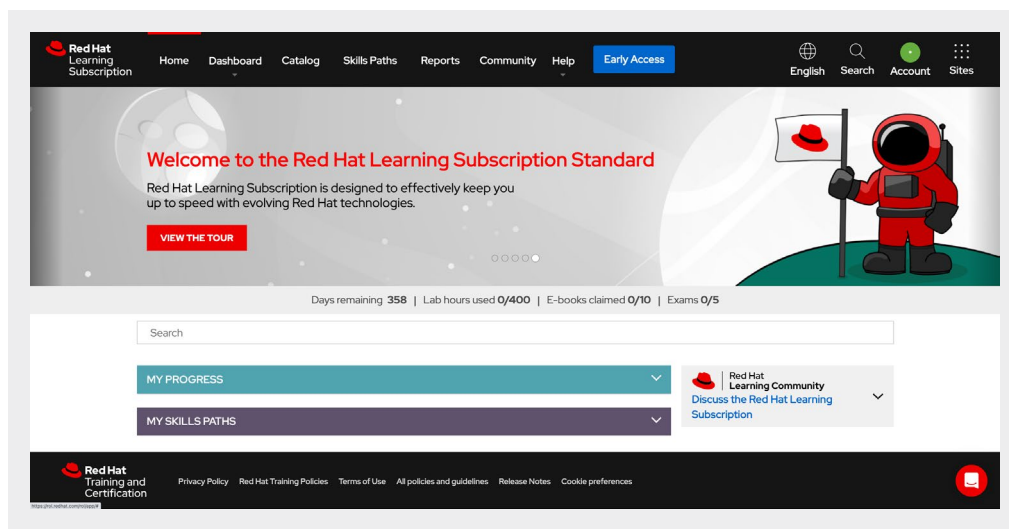 Red Hat
Learning
Subscription
Home
Dashboard
Catalog
Skills Paths
Reports
Community
Help
Early Access
English
Search
Account
Sites
Welcome to the Red Hat Learning Subscription Standard
Red Hat Learning Subscription is designed to effectively keep you
up to speed with evolving Red Hat technologies.
VIEW THE TOUR
Days remaining 358 | Lab hours used 0/400 | E-books claimed 0/10 | Exams 0/5
Search
MY PROGRESS
MY SKILLS PATHS
Red Hat
Learning Community
Discuss the Red Hat Learning
Subscription
Red Hat
Training and
Certification
Privacy Policy
Red Hat Training Policies
Terms of Use
All policies and guidelines
Release Notes
Cookie preferences